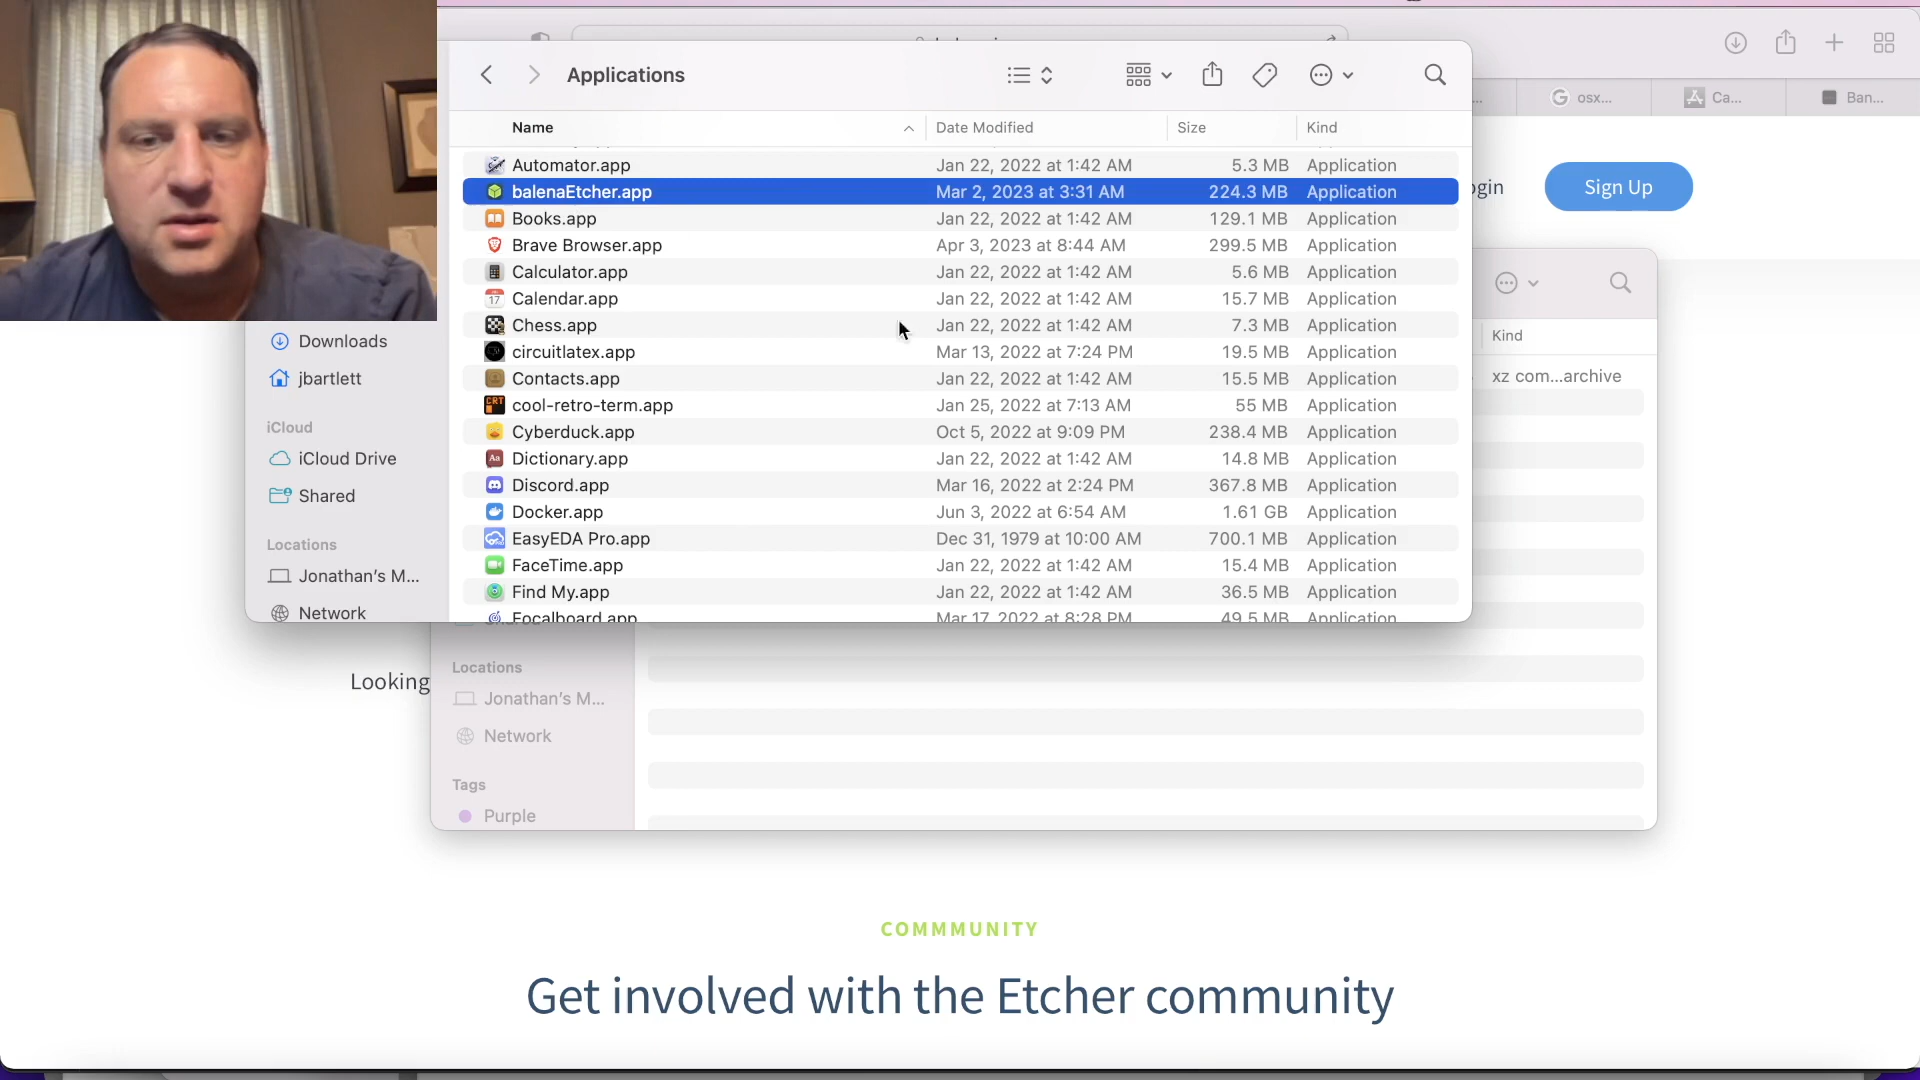 Applications
osx...
Ca...
Ban...
Name
Date Modified
Size
Kind
Automator.app Jan 22, 2022 at 1:42 AM 5.3 MB Application
balenaEtcher.app Mar 2, 2023 at 3:31 AM 224.3 MB Application
Sign Up
Books.app Jan 22, 2022 at 1:42 AM 129.1 MB Application
Brave Browser.app Apr 3, 2023 at 8:44 AM 299.5 MB Application
Calculator.app Jan 22, 2022 at 1:42 AM 5.6 MB Application
Calendar.app Jan 22, 2022 at 1:42 AM 15.7 MB Application
Chess.app Jan 22, 2022 at 1:42 AM 7.3 MB Application
Kind
circuitlatex.app Mar 13, 2022 at 7:24 PM 19.5 MB Application
Contacts.app Jan 22, 2022 at 1:42 AM 15.5 MB Application
xz com...archive
cool-retro-term.app Jan 25, 2022 at 7:13 AM 55 MB Application
Cyberduck.app Oct 5, 2022 at 9:09 PM 238.4 MB Application
Dictionary.app Jan 22, 2022 at 1:42 AM 14.8 MB Application
Discord.app Mar 16, 2022 at 2:24 PM 367.8 MB Application
Docker.app Jun 3, 2022 at 6:54 AM 1.61 GB Application
EasyEDA Pro.app Dec 31, 1979 at 10:00 AM 700.1 MB Application
FaceTime.app Jan 22, 2022 at 1:42 AM 15.4 MB Application
Find My.app Jan 22, 2022 at 1:42 AM 36.5 MB Application
Focalboard.app Mar 17, 2022 at 8:28 PM 49.5 MB Application
Downloads
jbartlett
iCloud
iCloud Drive
Shared
Locations
Jonathan's M...
Network
Looking
Locations
Jonathan's M...
Network
Tags
Purple
COMMMUNITY
Get involved with the Etcher community